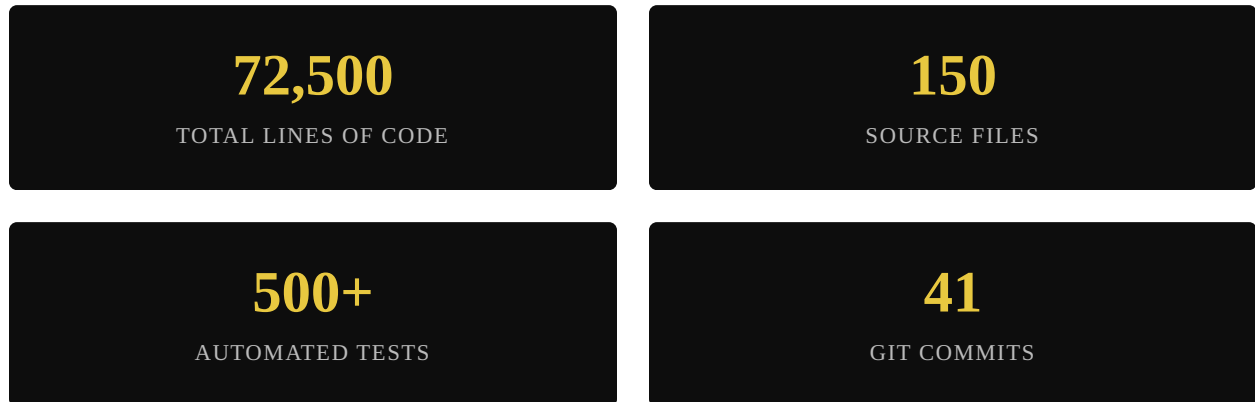 72,500
TOTAL LINES OF CODE
150
SOURCE FILES
500+
AUTOMATED TESTS
41
GIT COMMITS